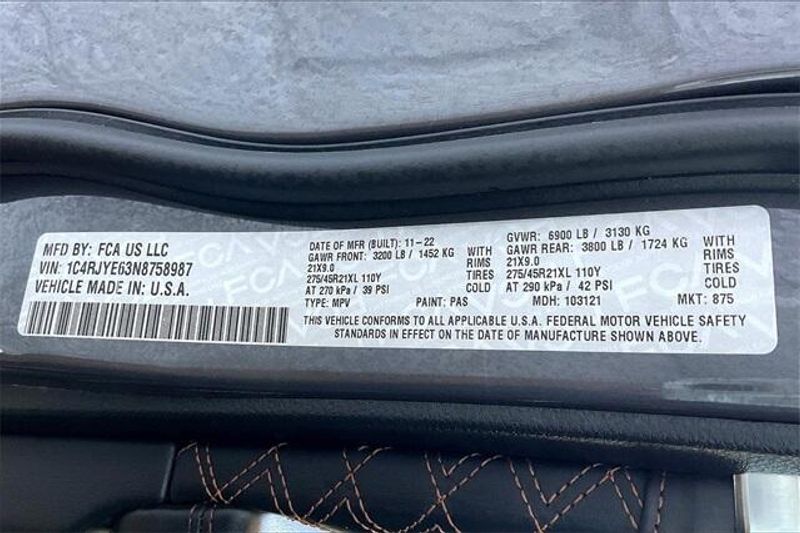 MFD BY: FCA US LLC
VIN: 1C4RJYE63N8758987
VEHICLE MADE IN: U.S.A.
DATE OF MFR (BUILT): 11-22
GAWR FRONT: 3200 LB / 1452 KG
21X9.0 WITH RIMS
275/45R21XL 110Y TIRES
AT 270 kPa / 39 PSI COLD
GVWR: 6900 LB / 3130 KG
GAWR REAR: 3800 LB / 1724 KG
21X9.0 WITH RIMS
275/45R21XL 110Y TIRES
AT 290 kPa / 42 PSI COLD
TYPE: MPV PAINT: PAS MDH: 103121 MKT: 875
THIS VEHICLE CONFORMS TO ALL APPLICABLE U.S.A. FEDERAL MOTOR VEHICLE SAFETY
STANDARDS IN EFFECT ON THE DATE OF MANUFACTURE SHOWN ABOVE.